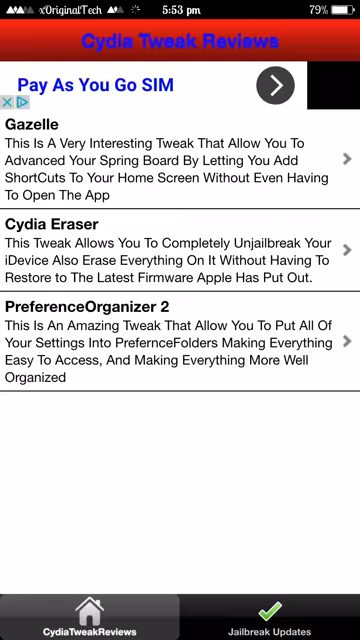 xOriginalTech 5:53 pm 79%
Cydia Tweak Reviews
Pay As You Go SIM
Gazelle
This Is A Very Interesting Tweak That Allow You To
Advanced Your Spring Board By Letting You Add
ShortCuts To Your Home Screen Without Even Having
To Open The App
Cydia Eraser
This Tweak Allows You To Completely Unjailbreak Your
iDevice Also Erase Everything On It Without Having To
Restore to The Latest Firmware Apple Has Put Out.
PreferenceOrganizer 2
This Is An Amazing Tweak That Allow You To Put All Of
Your Settings Into PrefernceFolders Making Everything
Easy To Access, And Making Everything More Well
Organized
CydiaTweakReviews Jailbreak Updates